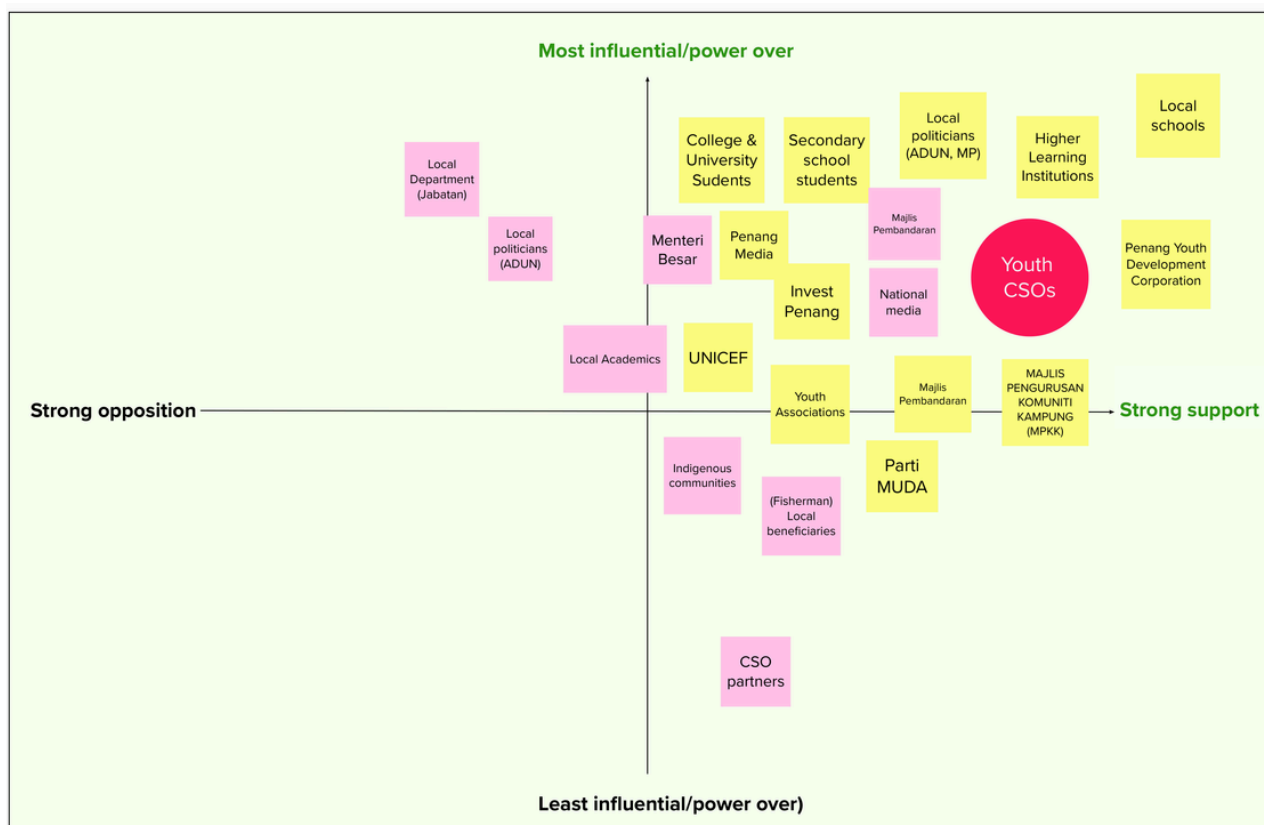 Most influential/power over
Local
schools
Local
politicians
(ADUN, MP)
Higher
Learning
Institutions
College &
University
Sudents
Secondary
school
students
Local
Department
(Jabatan)
Local
politicians
(ADUN)
Menteri
Besar
Penang
Media
Majlis
Pembandaran
Youth
CSOs
Penang Youth
Development
Corporation
Invest
Penang
National
media
Local Academics
UNICEF
Youth
Associations
Majlis
Pembandaran
MAJLIS
PENGURUSAN
KOMUNITI
KAMPUNG
(MPKK)
Strong opposition
Strong support
Indigenous
communities
(Fisherman)
Local
beneficiaries
Parti
MUDA
CSO
partners
Least influential/power over)